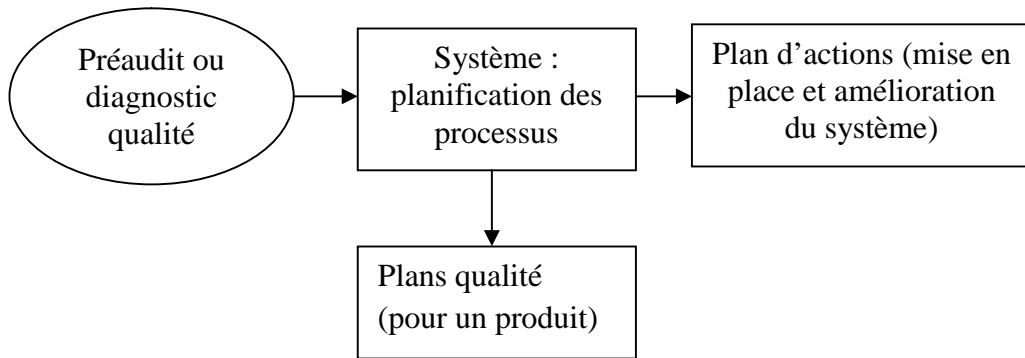 Préaudit ou
diagnostic
qualité
Système :
planification des
processus
Plan d’actions (mise en
place et amélioration
du système)
Plans qualité
(pour un produit)